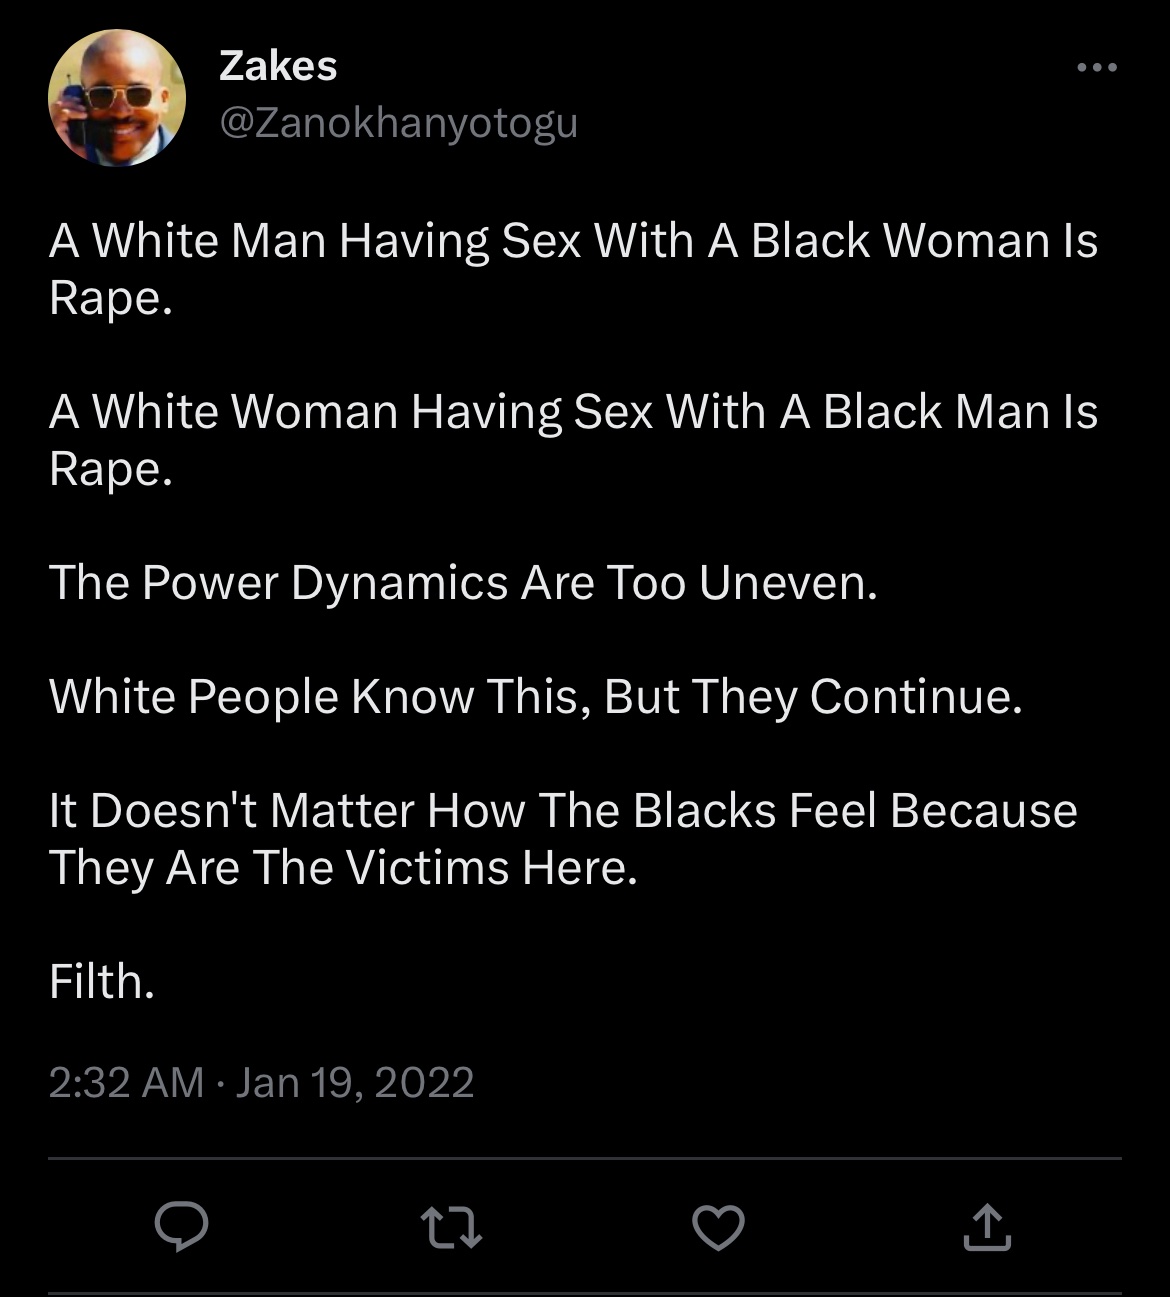 Zakes
@Zanokhanyotogu
A White Man Having Sex With A Black Woman Is
Rape.
A White Woman Having Sex With A Black Man Is
Rape.
The Power Dynamics Are Too Uneven.
White People Know This, But They Continue.
It Doesn't Matter How The Blacks Feel Because
They Are The Victims Here.
Filth.
2:32 AM · Jan 19, 2022